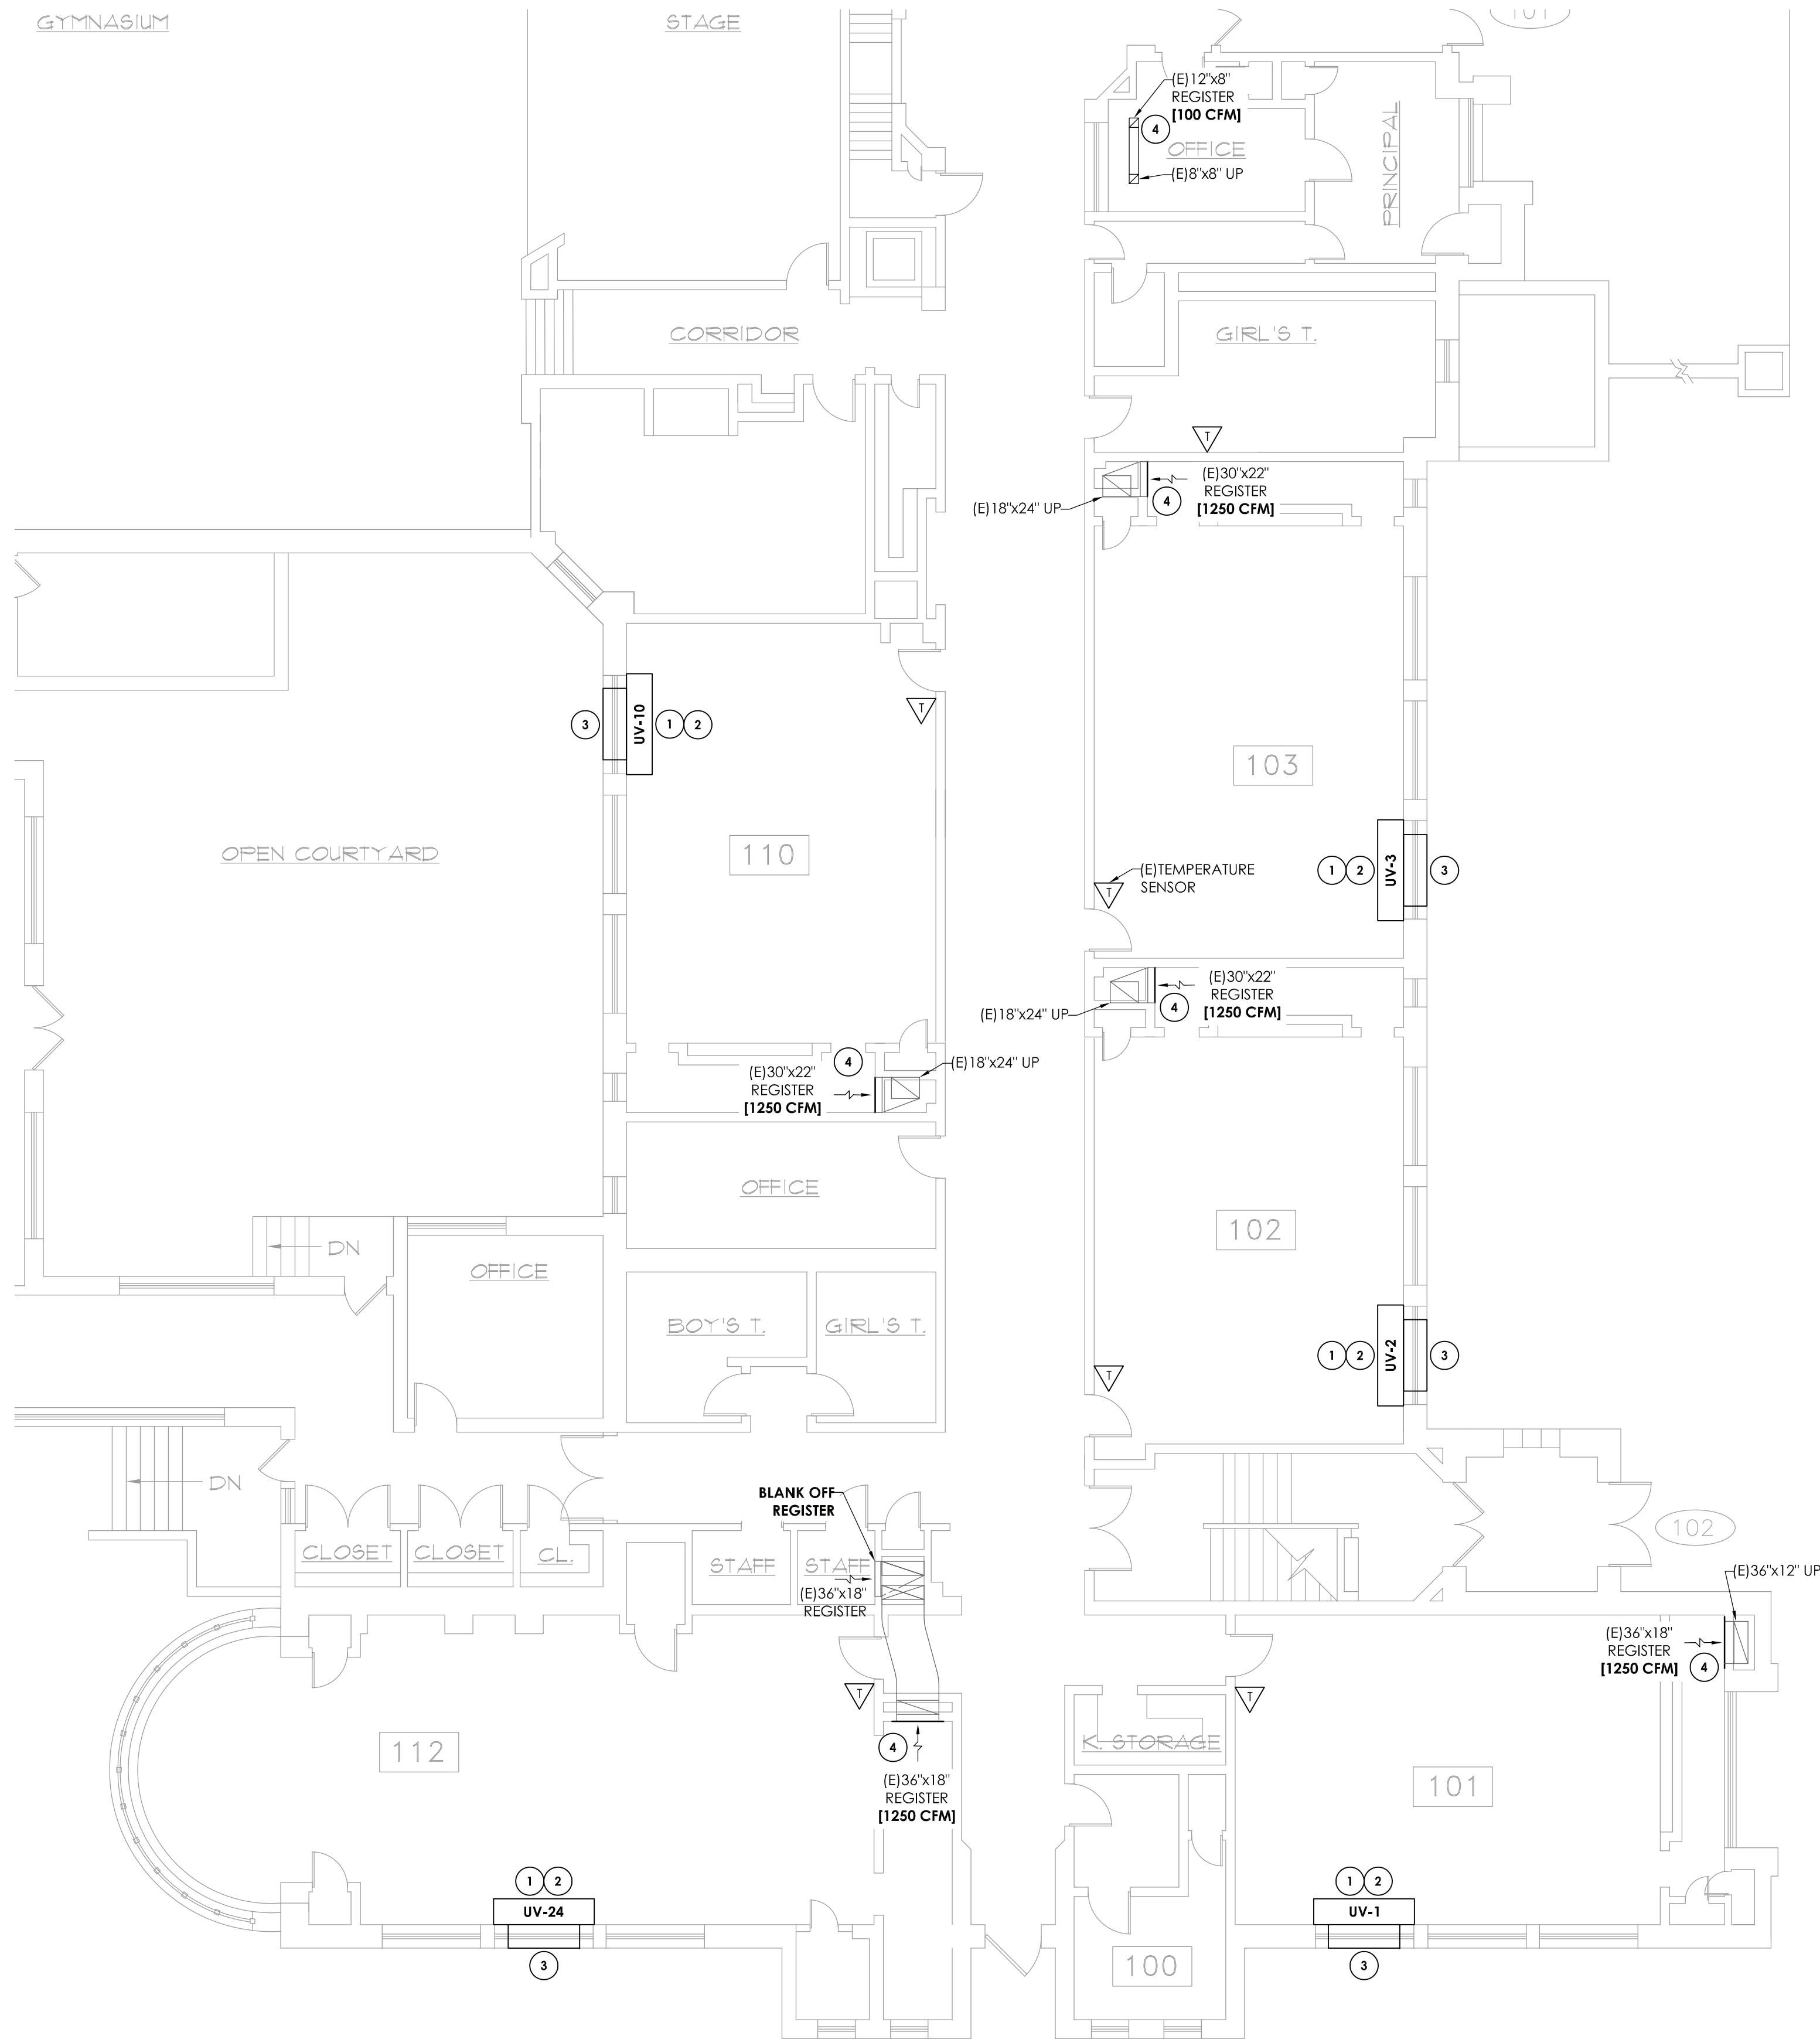 GYMNASIUM
STAGE
101
(E)12"x8"
REGISTER
[100 CFM]
4
OFFICE
(E)8"x8" UP
PRINCIPAL
CORRIDOR
GIRL'S T.
T
(E)30"x22"
REGISTER
[1250 CFM]
4
(E)18"x24" UP
3
UV-10
1 2
T
103
OPEN COURTYARD
110
1 2
UV-3
3
(E)TEMPERATURE
SENSOR
T
(E)30"x22"
REGISTER
[1250 CFM]
4
(E)18"x24" UP
4
(E)18"x24" UP
(E)30"x22"
REGISTER
[1250 CFM]
OFFICE
102
DN
OFFICE
BOY'S T.
GIRL'S T.
1 2
UV-2
3
T
DN
BLANK OFF
REGISTER
102
CLOSET
CLOSET
CL.
STAFF
STAFF
(E)36"x18"
REGISTER
(E)36"x12" UP
(E)36"x18"
REGISTER
[1250 CFM]
4
T
T
112
4
K. STORAGE
(E)36"x18"
REGISTER
[1250 CFM]
101
1 2
UV-24
3
1 2
UV-1
3
100